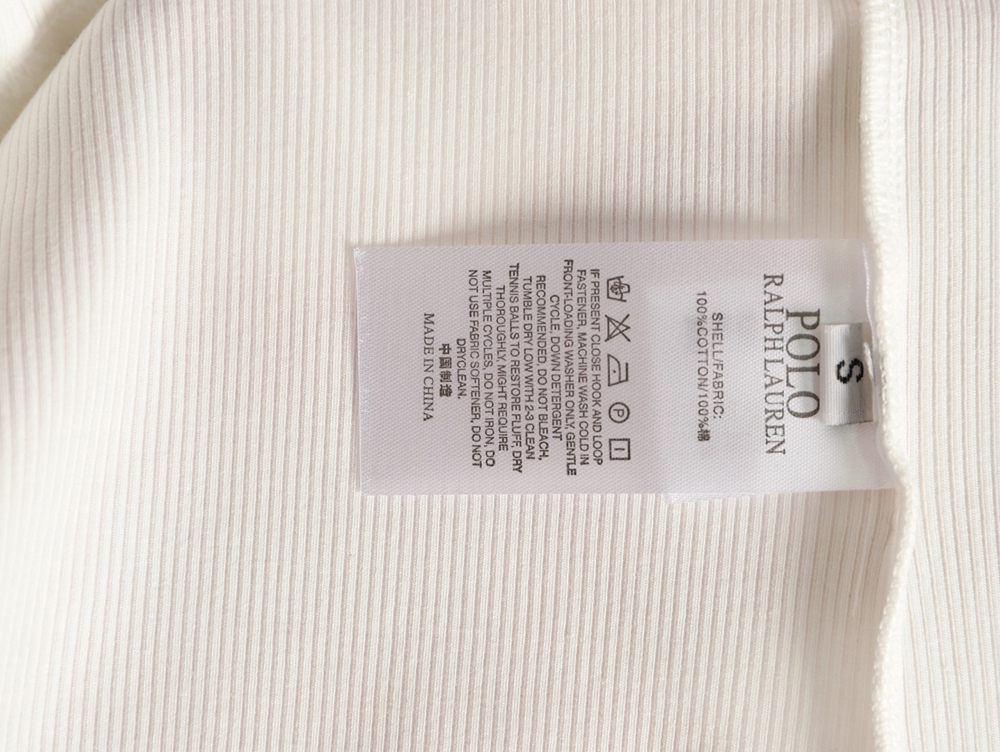 S
POLO
RALPH LAUREN
SHELL/FABRIC:
100%COTTON/100%棉
IF PRESENT CLOSE HOOK AND LOOP
FASTENER, MACHINE WASH COLD IN
FRONT-LOADING WASHER ONLY, GENTLE
CYCLE, DOWN DETERGENT
RECOMMENDED, DO NOT BLEACH,
TUMBLE DRY LOW WITH 2-3 CLEAN
TENNIS BALLS TO RESTORE FLUFF, DRY
THOROUGHLY, MIGHT REQUIRE
MULTIPLE CYCLES, DO NOT IRON, DO
NOT USE FABRIC SOFTENER, DO NOT
DRYCLEAN.
中国制造
MADE IN CHINA